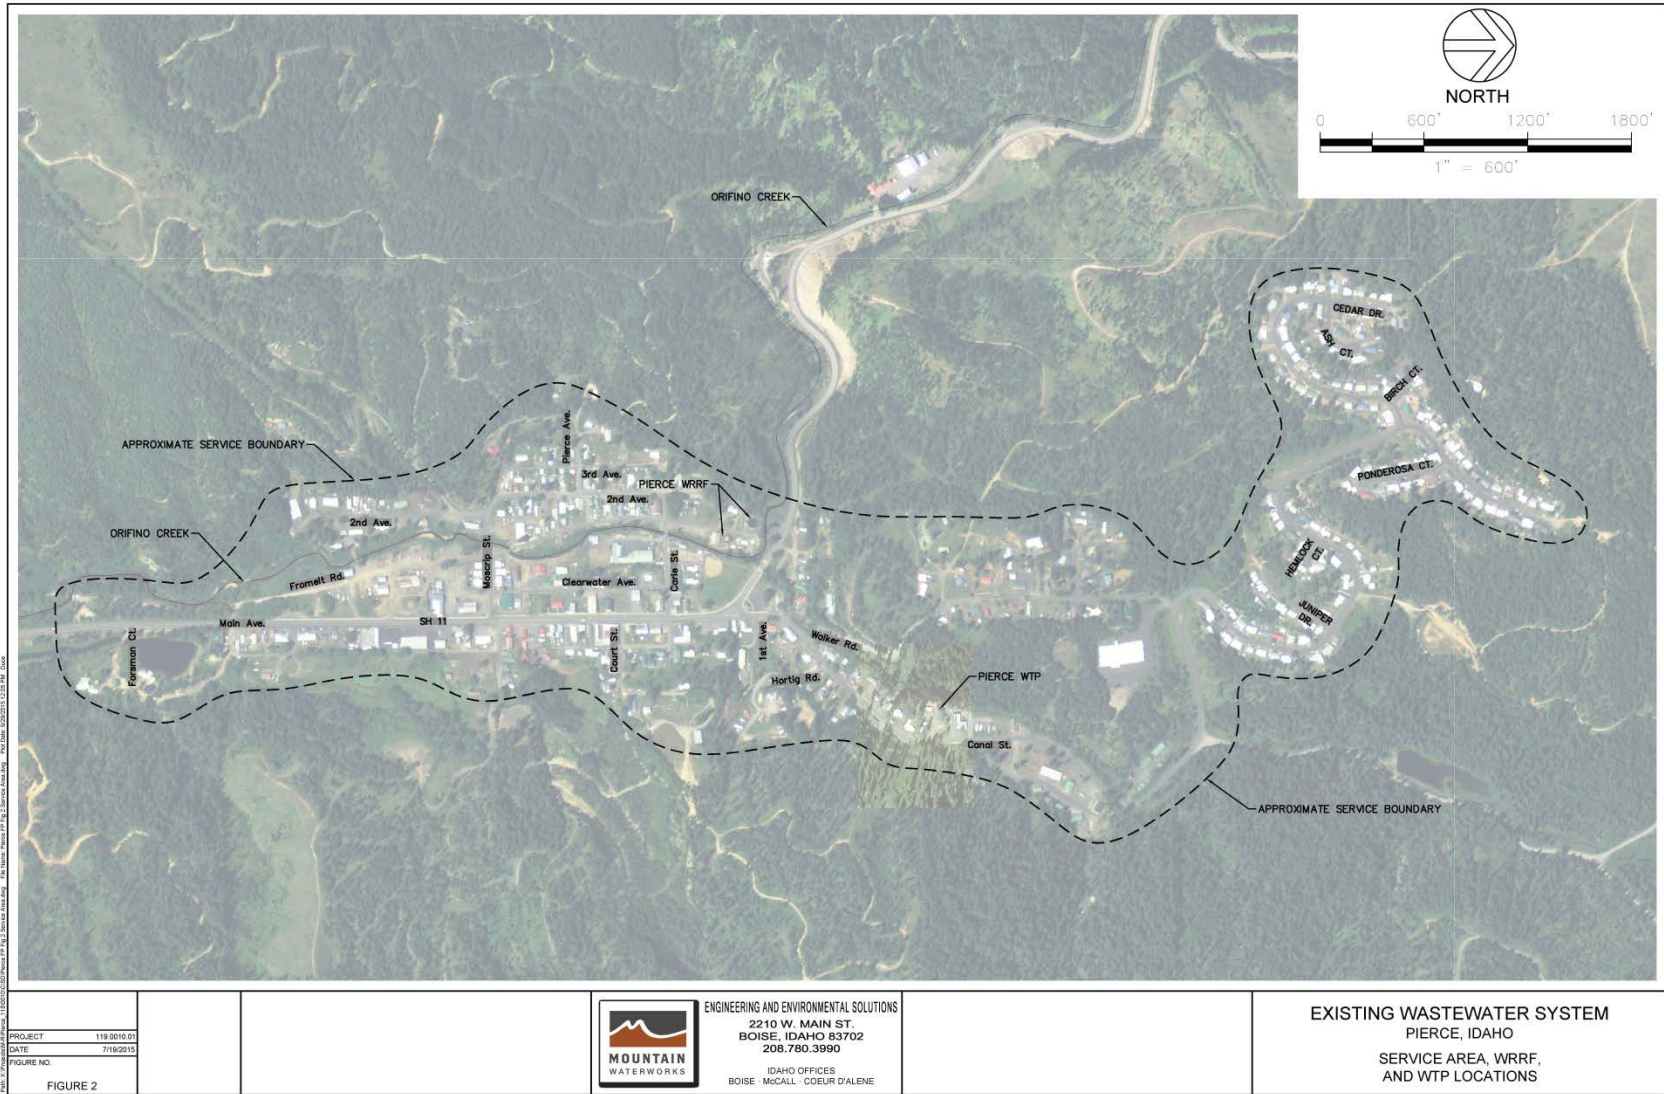 NORTH
0 600' 1200' 1800'
1" = 600'
ORIFINO CREEK
CEDAR DR.
ASH CT.
BIRCH CT.
APPROXIMATE SERVICE BOUNDARY
Pierce Ave.
3rd Ave.
PIERCE WRRF
2nd Ave.
2nd Ave.
PONDEROSA CT.
ORIFINO CREEK
Fromelt Rd.
Moscrip St.
Clearwater Ave.
Carle St.
HEMLOCK
CT.
JUNIPER
DR.
Main Ave.
SH 11
Forsman Ct.
Court St.
1st Ave.
Walker Rd.
Hortig Rd.
PIERCE WTP
Canal St.
APPROXIMATE SERVICE BOUNDARY
PROJECT 119.0010.01
DATE 7/19/2015
FIGURE NO.
FIGURE 2
MOUNTAIN
WATERWORKS
ENGINEERING AND ENVIRONMENTAL SOLUTIONS
2210 W. MAIN ST.
BOISE, IDAHO 83702
208.780.3990
IDAHO OFFICES
BOISE · McCALL · COEUR D'ALENE
EXISTING WASTEWATER SYSTEM
PIERCE, IDAHO
SERVICE AREA, WRRF,
AND WTP LOCATIONS